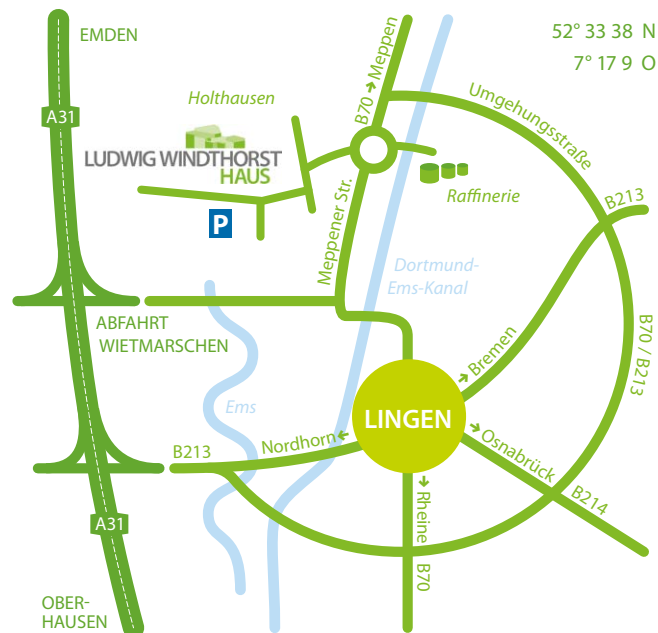 EMDEN
52° 33 38 N
7° 17 9 O
A31
Holthausen
B70 → Meppen
Umgehungsstraße
LUDWIG WINDTHORST
HAUS
P
Raffinerie
B213
Meppener Str.
Dortmund-
Ems-Kanal
ABFAHRT
WIETMARSCHEN
→ Bremen
B70 / B213
Ems
LINGEN
B213
Nordhorn ←
→ Osnabrück
B214
→ Rheine
B70
A31
OBER-
HAUSEN